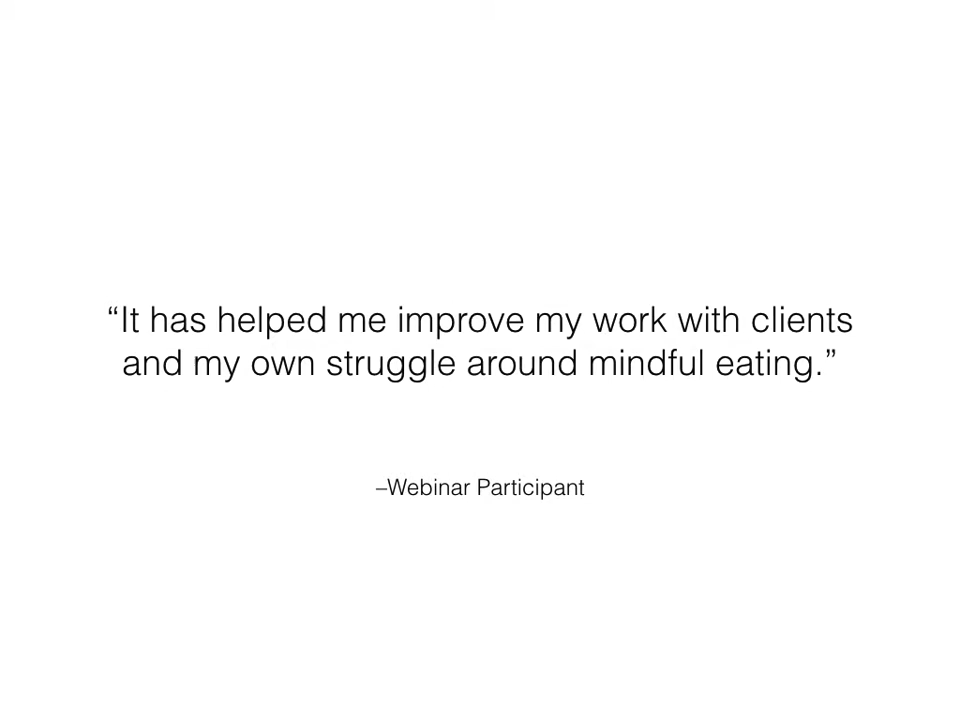 “It has helped me improve my work with clients
and my own struggle around mindful eating.”
–Webinar Participant